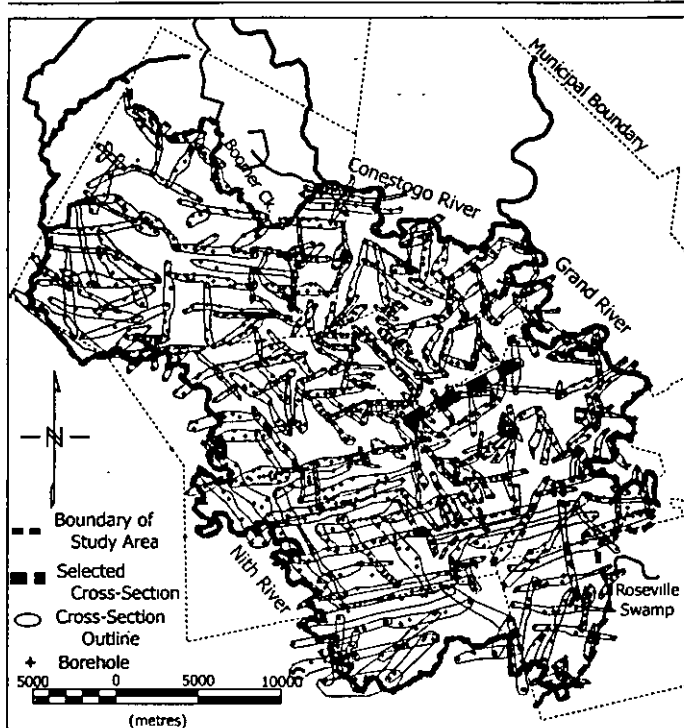 Municipal Boundary
Boomer Ck.
Conestogo River
Grand River
N
Boundary of
Study Area
Selected
Cross-Section
Cross-Section
Outline
Borehole
Nith River
Roseville
Swamp
5000 0 5000 10000
(metres)